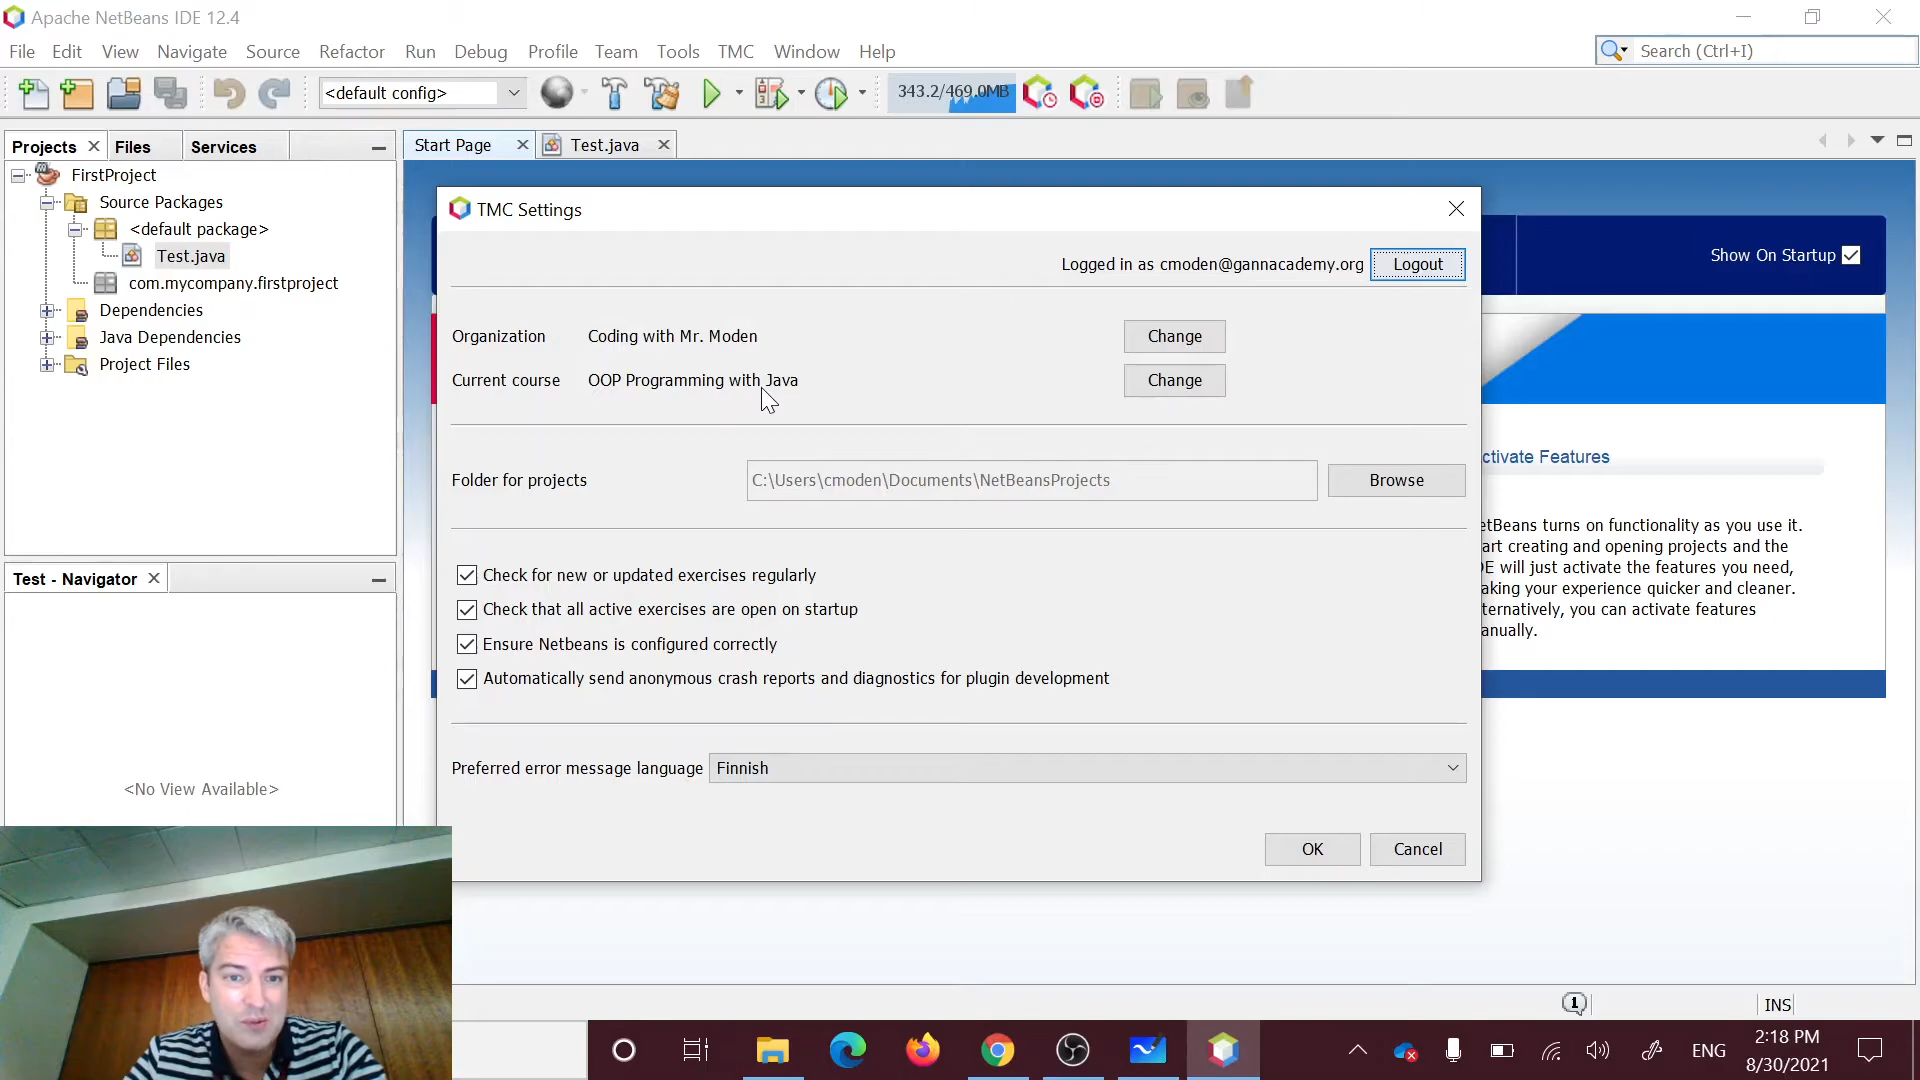 Apache NetBeans IDE 12.4
File Edit View Navigate Source Refactor Run Debug Profile Team Tools TMC Window Help
Search (Ctrl+I)
<default config>
343.2/469.0MB
Projects Files Services
Start Page Test.java
FirstProject
Source Packages
<default package>
Test.java
com.mycompany.firstproject
Dependencies
Java Dependencies
Project Files
Show On Startup
TMC Settings
Logged in as cmoden@gannacademy.org Logout
Organization Coding with Mr. Moden Change
Current course OOP Programming with Java Change
Folder for projects C:\Users\cmoden\Documents\NetBeansProjects Browse
Check for new or updated exercises regularly
Check that all active exercises are open on startup
Ensure Netbeans is configured correctly
Automatically send anonymous crash reports and diagnostics for plugin development
Preferred error message language Finnish
OK Cancel
ctivate Features
etBeans turns on functionality as you use it.
art creating and opening projects and the
DE will just activate the features you need,
aking your experience quicker and cleaner.
ternatively, you can activate features
anually.
Test - Navigator
<No View Available>
1 INS
ENG
2:18 PM
8/30/2021